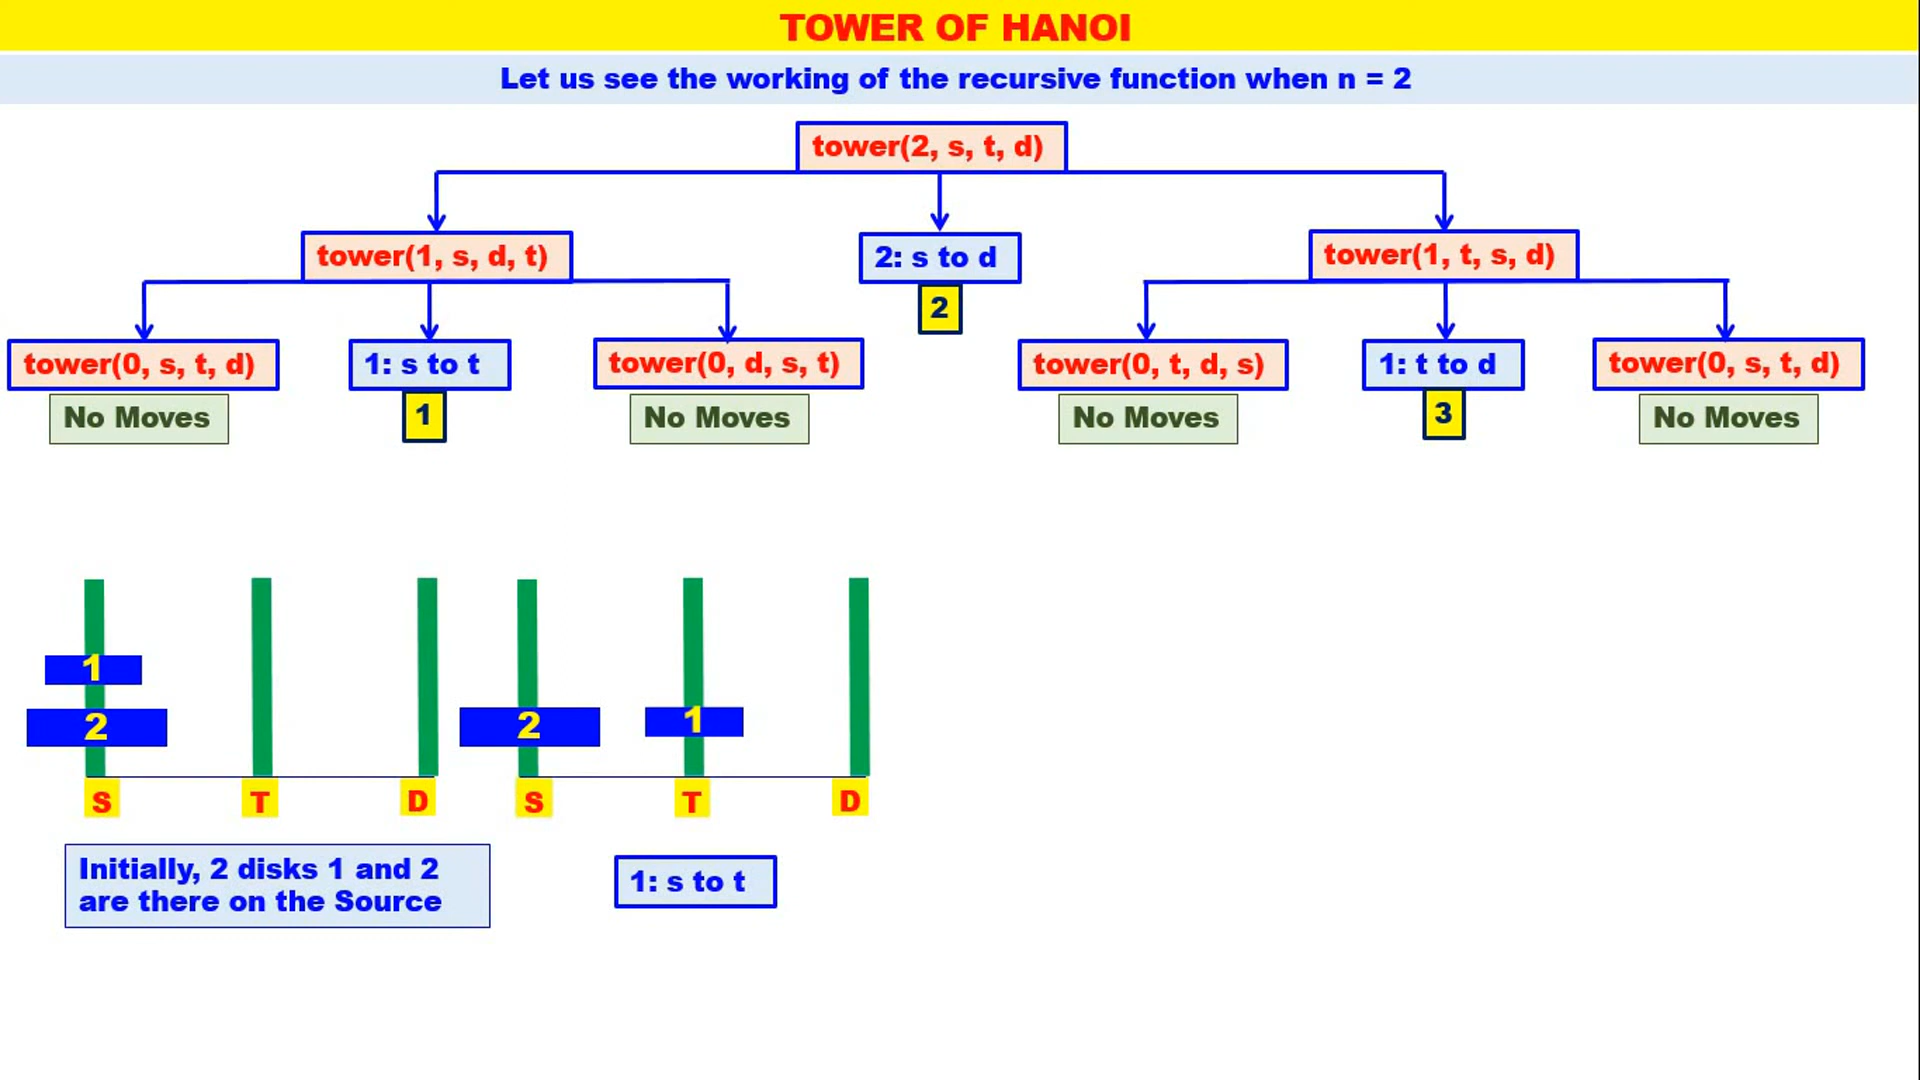 TOWER OF HANOI
Let us see the working of the recursive function when n = 2
tower(2, s, t, d)
tower(1, s, d, t)
2: s to d
tower(1, t, s, d)
2
tower(0, s, t, d)
1: s to t
tower(0, d, s, t)
tower(0, t, d, s)
1: t to d
tower(0, s, t, d)
No Moves
1
No Moves
No Moves
3
No Moves
1
2
2
1
S
T
D
S
T
D
Initially, 2 disks 1 and 2
are there on the Source
1: s to t